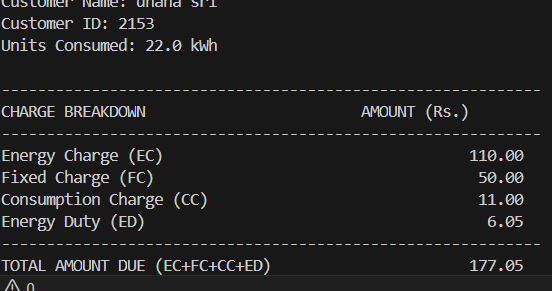 Customer Name: dhana sri
Customer ID: 2153
Units Consumed: 22.0 kWh
------------------------------------------------------------
CHARGE BREAKDOWN                        AMOUNT (Rs.)
------------------------------------------------------------
Energy Charge (EC)                                  110.00
Fixed Charge (FC)                                    50.00
Consumption Charge (CC)                              11.00
Energy Duty (ED)                                      6.05
------------------------------------------------------------
TOTAL AMOUNT DUE (EC+FC+CC+ED)                      177.05
0